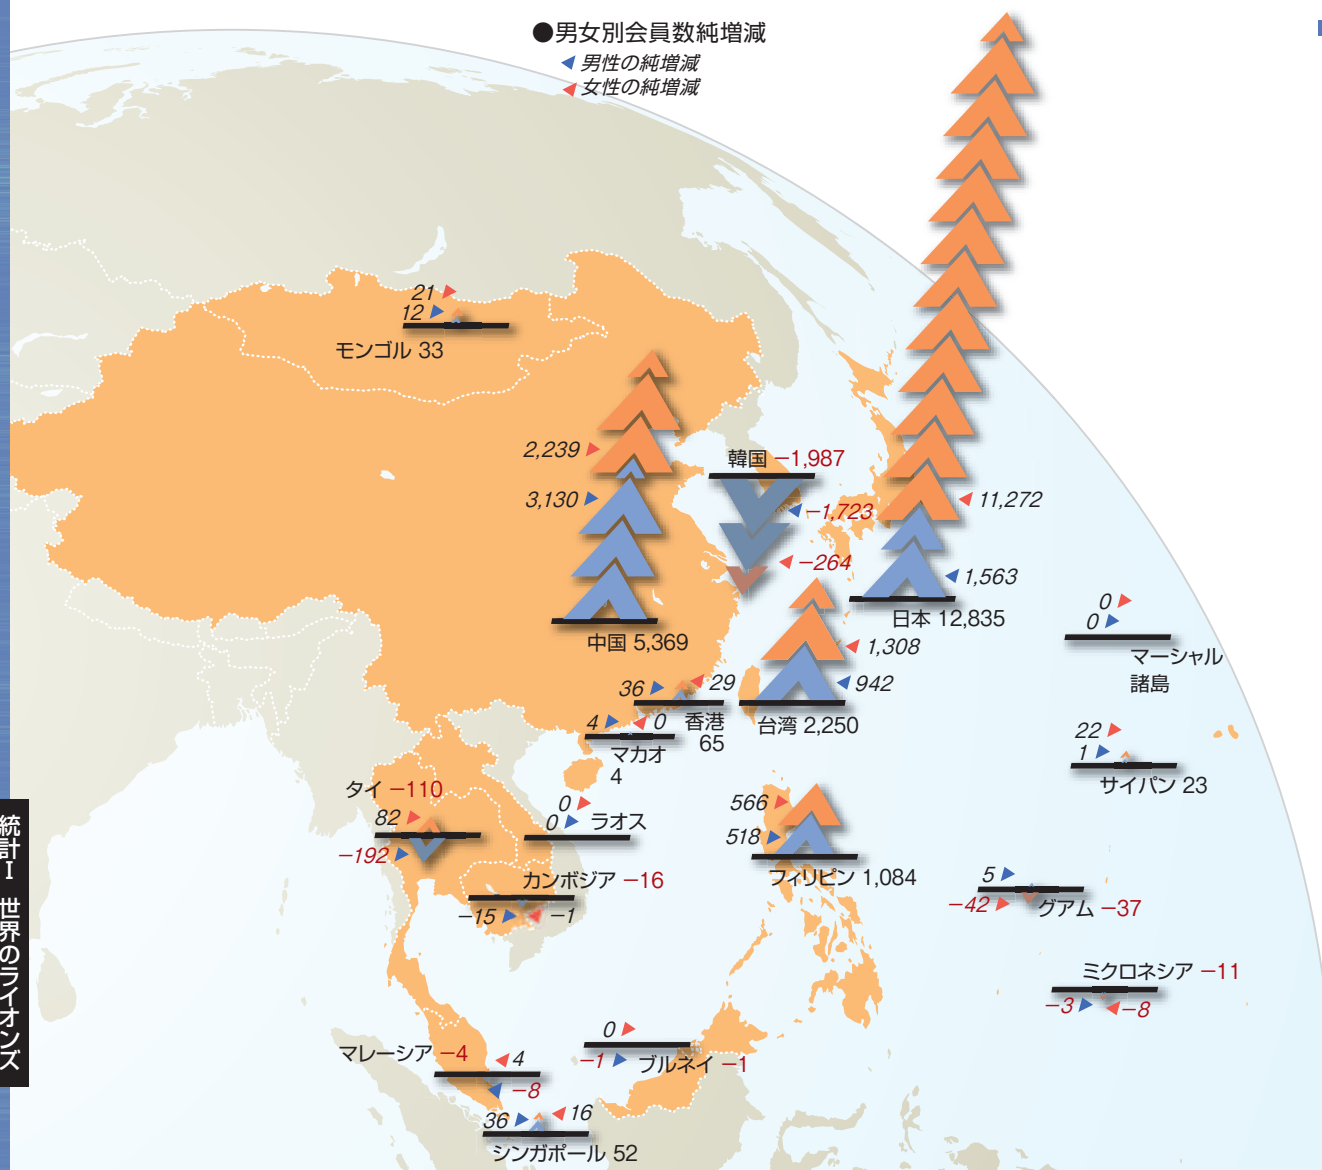 ●男女別会員数純増減
男性の純増減
女性の純増減
21
12
モンゴル 33
2,239
3,130
中国 5,369
韓国 −1,987
−1,723
−264
11,272
1,563
日本 12,835
1,308
942
台湾 2,250
36
29
香港
65
4
0
マカオ
4
0
0
マーシャル
諸島
22
1
サイパン 23
タイ −110
82
−192
0
0
ラオス
カンボジア −16
−15
−1
566
518
フィリピン 1,084
5
−42
グアム −37
ミクロネシア −11
−3
−8
マレーシア −4
4
−8
0
−1
ブルネイ −1
36
16
シンガポール 52
統計Ⅰ 世界のライオンズ